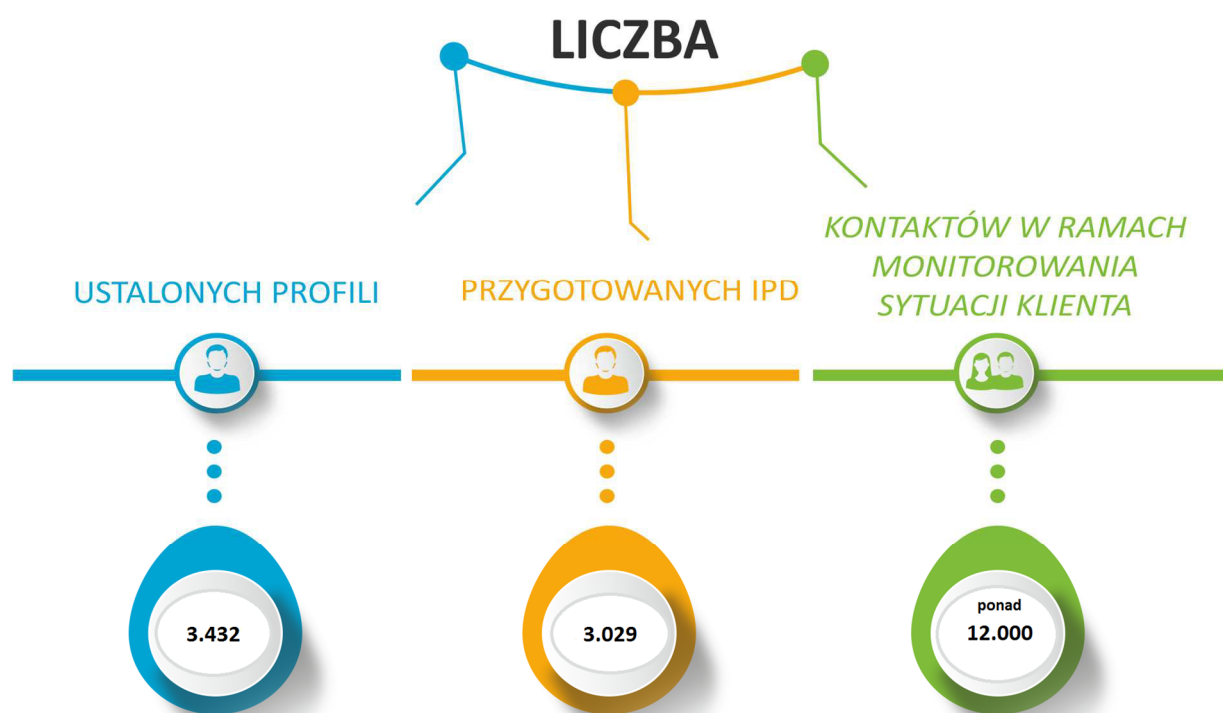 LICZBA
USTALONYCH PROFILI
PRZYGOTOWANYCH IPD
KONTAKTÓW W RAMACH
MONITOROWANIA
SYTUACJI KLIENTA
3.432
3.029
ponad
12.000